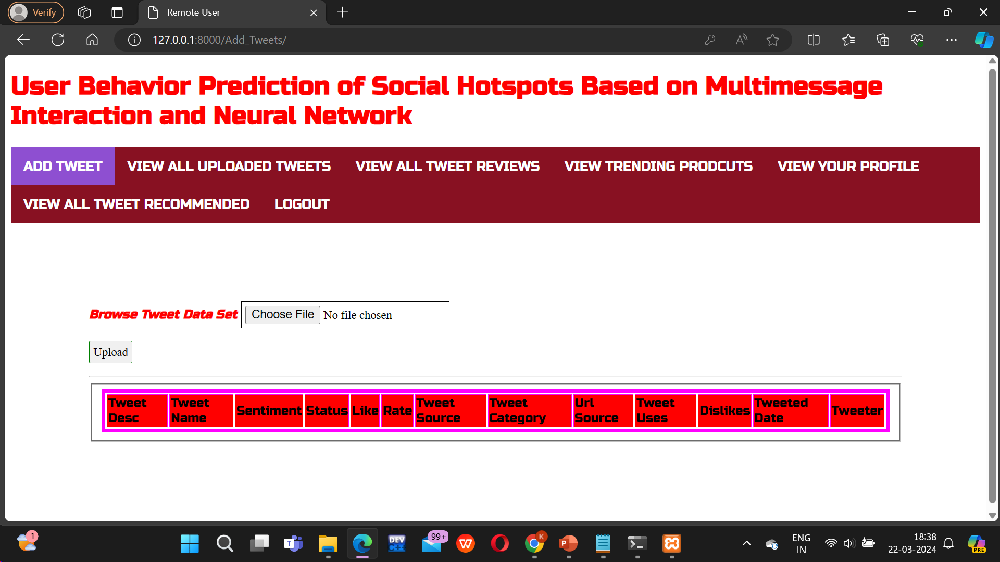 Verify
Remote User
127.0.0.1:8000/Add_Tweets/
User Behavior Prediction of Social Hotspots Based on Multimessage
Interaction and Neural Network
ADD TWEET VIEW ALL UPLOADED TWEETS VIEW ALL TWEET REVIEWS VIEW TRENDING PRODCUTS VIEW YOUR PROFILE
VIEW ALL TWEET RECOMMENDED LOGOUT
Browse Tweet Data Set Choose File No file chosen
Upload
Tweet Desc Tweet Name Sentiment Status Like Rate Tweet Source Tweet Category Url Source Tweet Uses Dislikes Tweeted Date Tweeter
1
T
DEV C++
99+
W
K
P
ENG
IN
18:38
22-03-2024
PRE